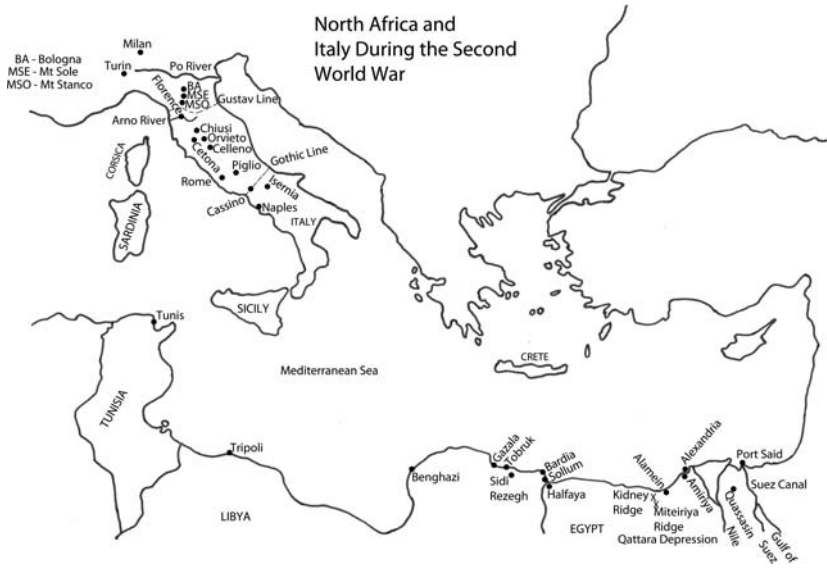 North Africa and
Italy During the Second
World War
BA - Bologna
MSE - Mt Sole
MSO - Mt Stanco
Milan
Turin
Po River
BA
MSE
MSO
Florence
Gustav Line
Arno River
Chiusi
Orvieto
Celleno
Cetona
Piglio
Gothic Line
Rome
Isernia
Cassino
Naples
ITALY
CORSICA
SARDINIA
SICILY
Tunis
TUNISIA
Mediterranean Sea
CRETE
Tripoli
LIBYA
Benghazi
Gazala
Tobruk
Sidi
Rezegh
Bardia
Sollum
Halfaya
EGYPT
Alamein
Kidney
Ridge
Miteiriya
Ridge
Qattara Depression
Alexandria
Amiriya
Port Said
Suez Canal
Quassasin
Nile
Gulf of
Suez